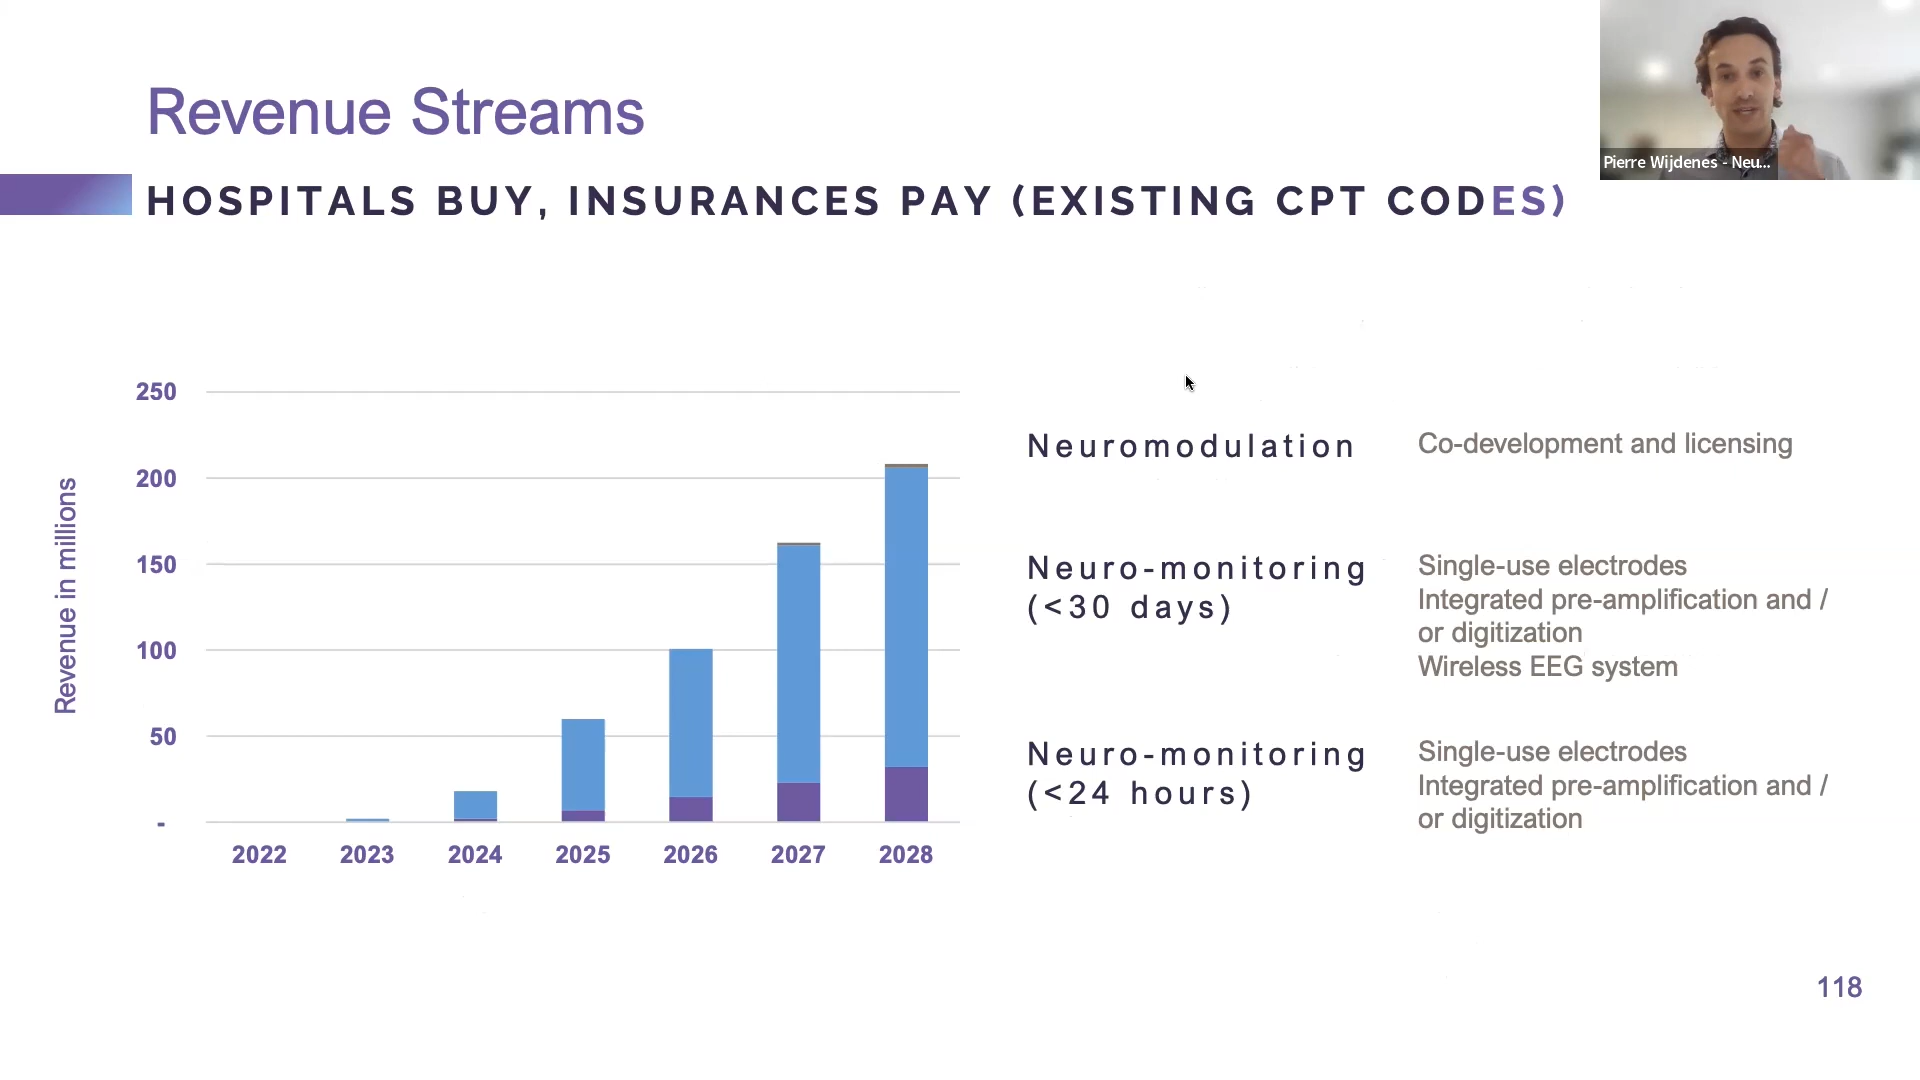 Revenue Streams
HOSPITALS BUY, INSURANCES PAY (EXISTING CPT CODES)
Pierre Wijdenes - Neu...
Revenue in millions
250
200
150
100
50
-
2022 2023 2024 2025 2026 2027 2028
Neuromodulation
Co-development and licensing
Neuro-monitoring
(<30 days)
Single-use electrodes
Integrated pre-amplification and /
or digitization
Wireless EEG system
Neuro-monitoring
(<24 hours)
Single-use electrodes
Integrated pre-amplification and /
or digitization
118